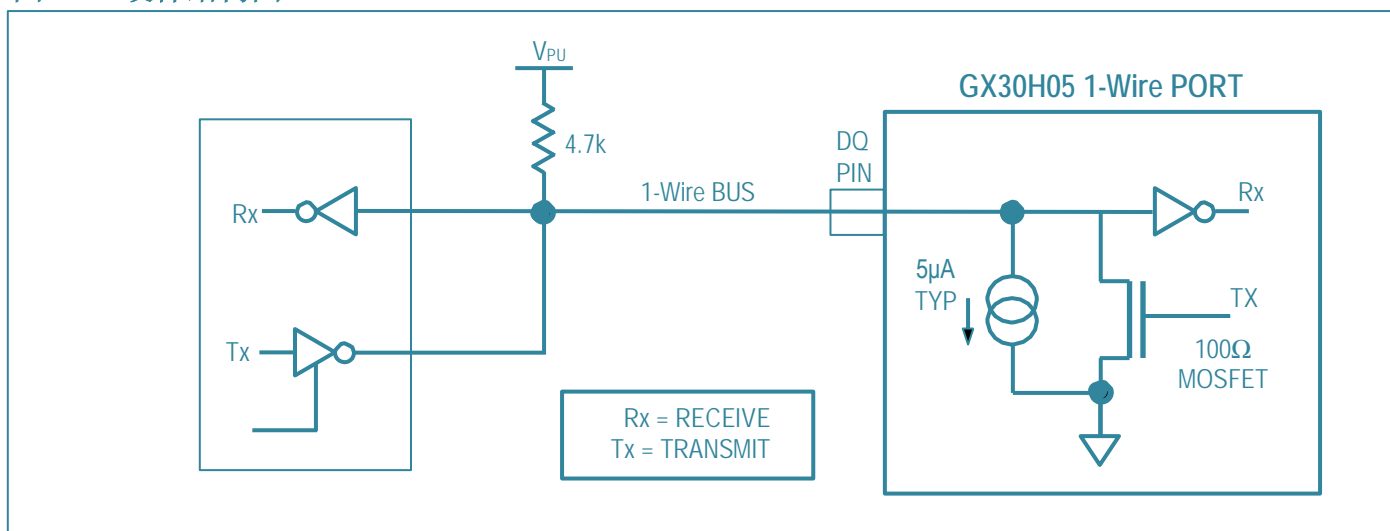 V_PU
GX30H05 1-Wire PORT
4.7k
DQ
PIN
1-Wire BUS
Rx
Rx
5µA
TYP
TX
Tx
100Ω
MOSFET
Rx = RECEIVE
Tx = TRANSMIT